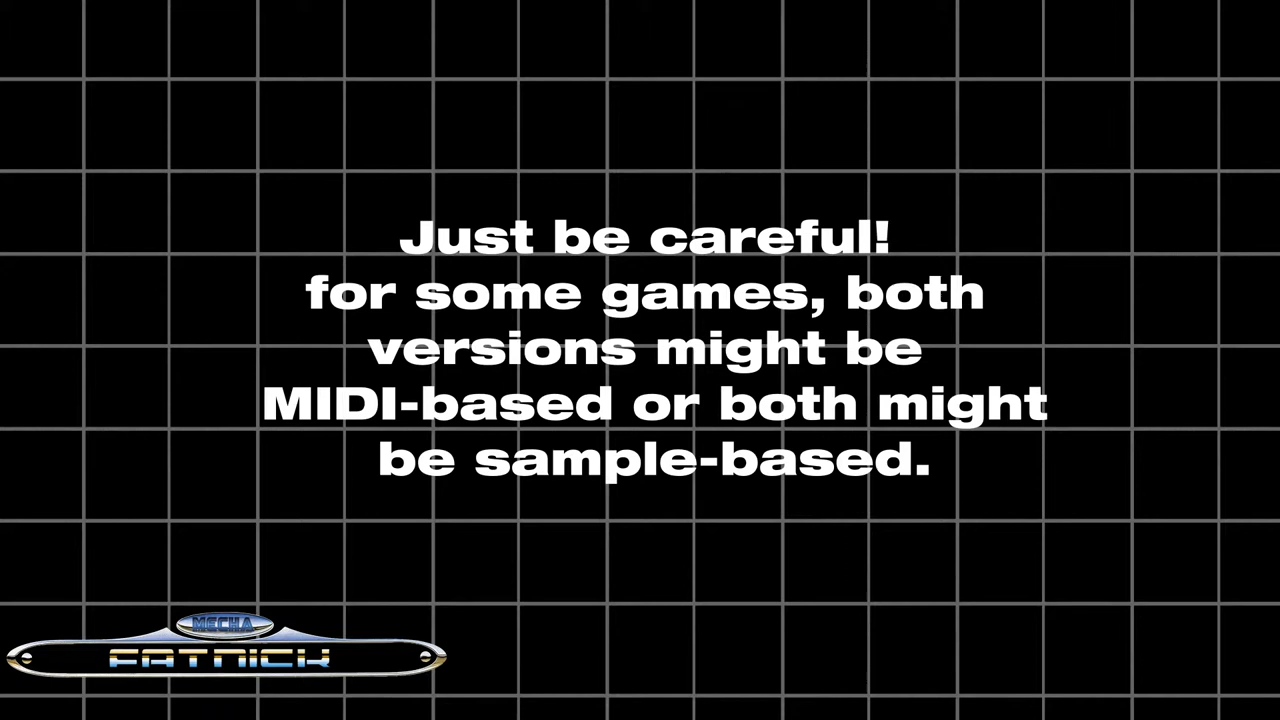 Just be careful!
for some games, both
versions might be
MIDI-based or both might
be sample-based.
MECHA
FATNICK